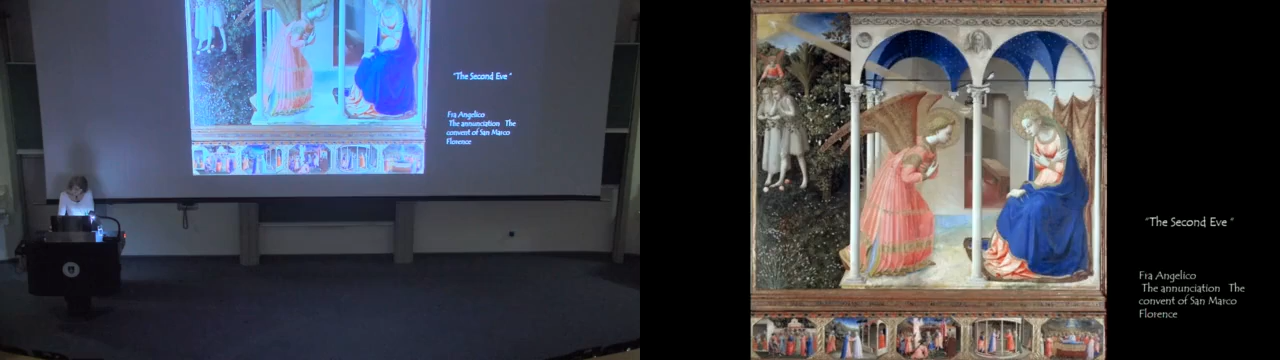 "The Second Eve "
Fra Angelico
The annunciation The
convent of San Marco
Florence
"The Second Eve "
Fra Angelico
The annunciation The
convent of San Marco
Florence